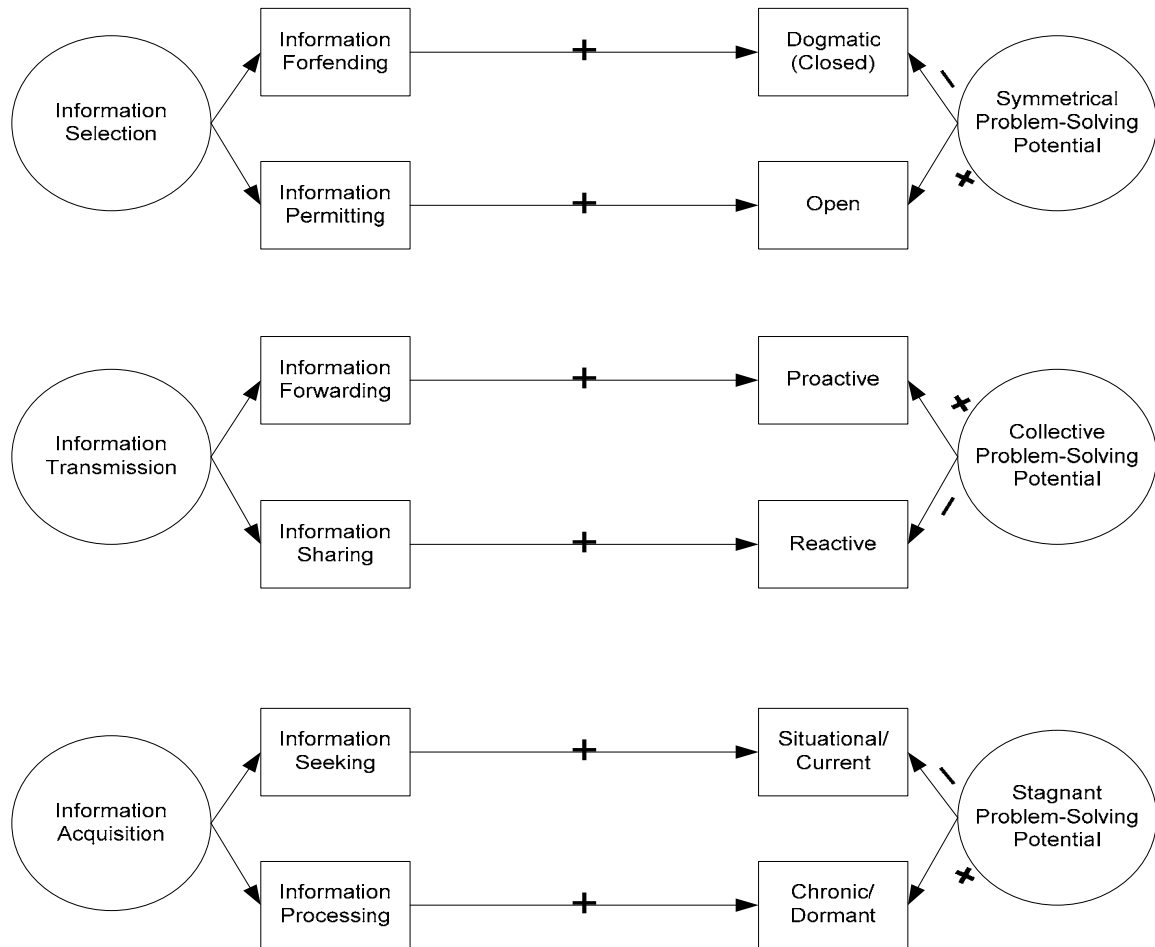 Information
Selection
Information
Forfending
+
Dogmatic
(Closed)
–
Symmetrical
Problem-Solving
Potential
Information
Permitting
+
Open
+
Information
Transmission
Information
Forwarding
+
Proactive
+
Collective
Problem-Solving
Potential
Information
Sharing
+
Reactive
–
Information
Acquisition
Information
Seeking
+
Situational/
Current
–
Stagnant
Problem-Solving
Potential
Information
Processing
+
Chronic/
Dormant
+